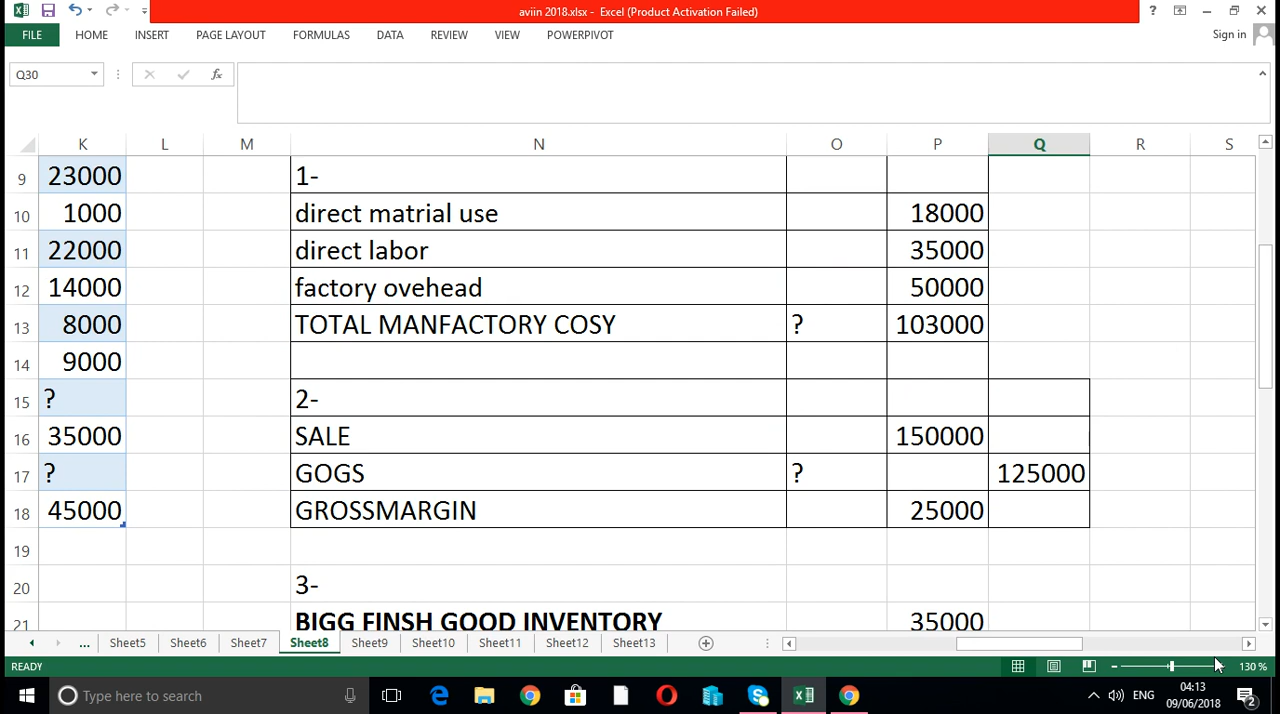 aviin 2018.xlsx - Excel (Product Activation Failed)
FILE HOME INSERT PAGE LAYOUT FORMULAS DATA REVIEW VIEW POWERPIVOT Sign in
Q30 fx
K L M N O P Q R S
9 23000 1-
10 1000 direct matrial use 18000
11 22000 direct labor 35000
12 14000 factory ovehead 50000
13 8000 TOTAL MANFACTORY COSY ? 103000
14 9000
15 ? 2-
16 35000 SALE 150000
17 ? GOGS ? 125000
18 45000 GROSSMARGIN 25000
19
20 3-
21 BIGG FINSH GOOD INVENTORY 35000
... Sheet5 Sheet6 Sheet7 Sheet8 Sheet9 Sheet10 Sheet11 Sheet12 Sheet13
READY 130 %
Type here to search ENG 04:13
09/06/2018 2